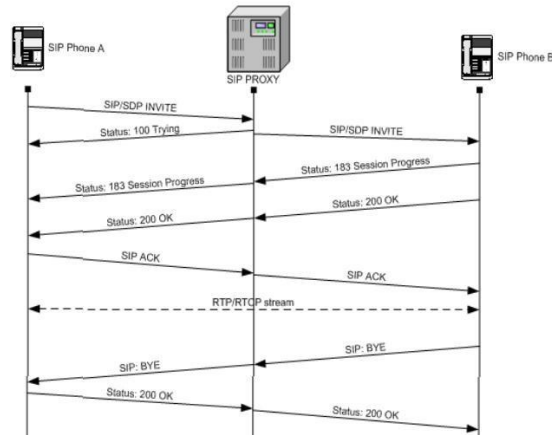 SIP Phone A
SIP PROXY
SIP Phone B
SIP/SDP INVITE
Status: 100 Trying
SIP/SDP INVITE
Status: 183 Session Progress
Status: 183 Session Progress
Status: 200 OK
Status: 200 OK
SIP ACK
SIP ACK
RTP/RTCP stream
SIP: BYE
SIP: BYE
Status: 200 OK
Status: 200 OK